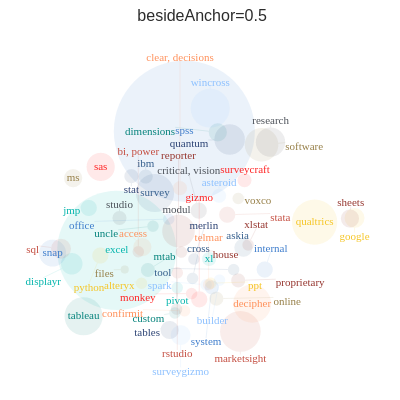 besideAnchor=0.5
clear, decisions
wincross
research
dimensions
spss
quantum
software
bi, power
reporter
ibm
critical, vision
sas
surveycraft
ms
asteroid
stat
survey
gizmo
voxco
studio
jmp
modul
sheets
office
merlin
xlstat
stata
qualtrics
uncle
access
telmar
askia
google
sql
snap
excel
cross
house
internal
mtab
xl
files
tool
displayr
python
alteryx
spark
ppt
proprietary
monkey
pivot
decipher
online
tableau
confirmit
custom
builder
tables
system
rstudio
marketsight
surveygizmo